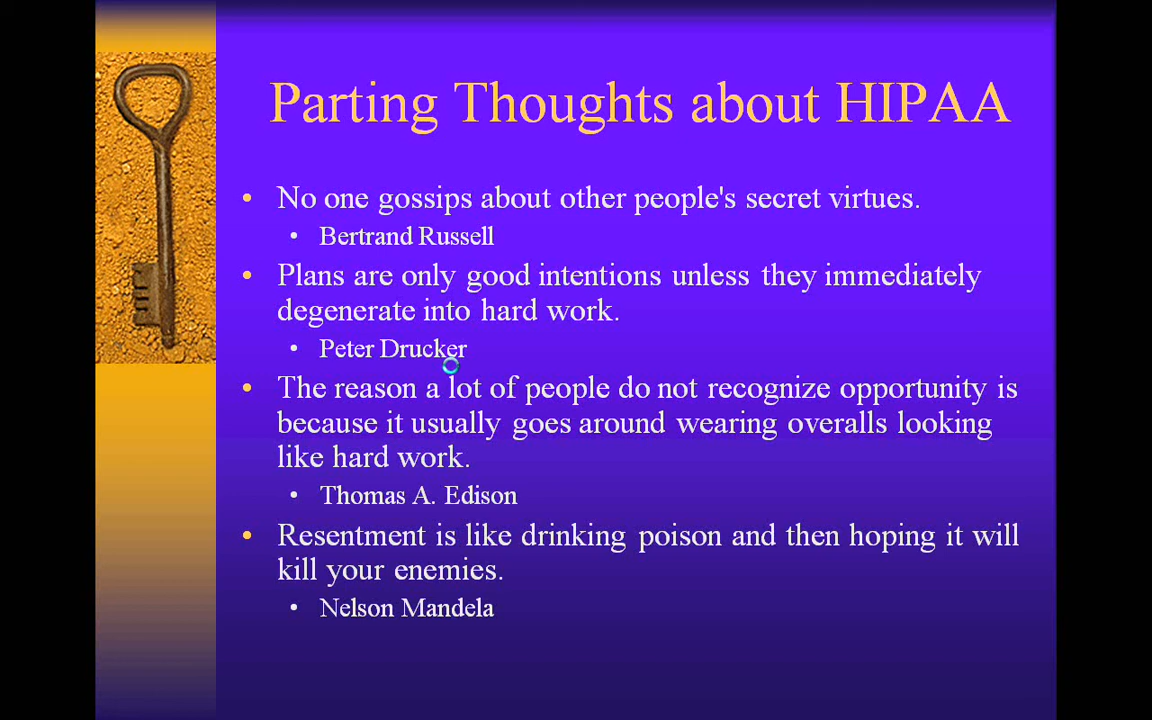 Parting Thoughts about HIPAA
• No one gossips about other people's secret virtues.
• Bertrand Russell
• Plans are only good intentions unless they immediately
degenerate into hard work.
• Peter Drucker
• The reason a lot of people do not recognize opportunity is
because it usually goes around wearing overalls looking
like hard work.
• Thomas A. Edison
• Resentment is like drinking poison and then hoping it will
kill your enemies.
• Nelson Mandela